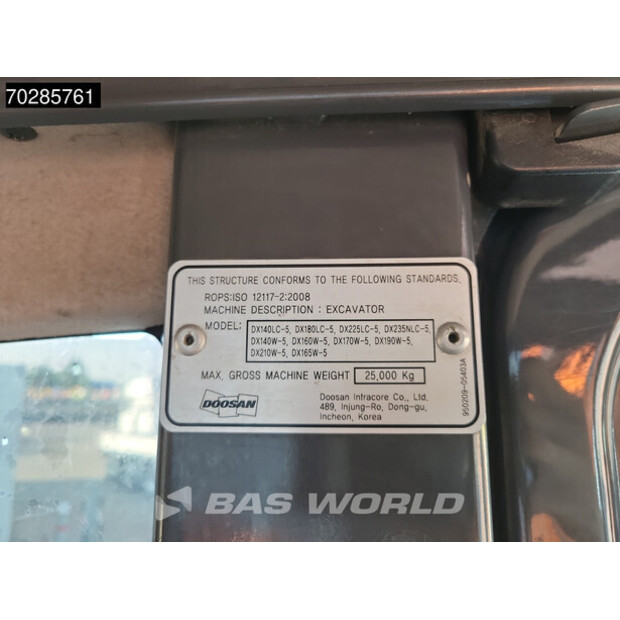 70285761
THIS STRUCTURE CONFORMS TO THE FOLLOWING STANDARDS.
ROPS:ISO 12117-2:2008
MACHINE DESCRIPTION : EXCAVATOR
MODEL: DX140LC-5, DX180LC-5, DX225LC-5, DX235NLC-5,
DX140W-5, DX160W-5, DX170W-5, DX190W-5,
DX210W-5, DX165W-5
MAX. GROSS MACHINE WEIGHT 25,000 Kg
DOOSAN
Doosan Infracore Co., Ltd.
489, Injung-Ro, Dong-gu,
Incheon, Korea
950209-05403A
BAS WORLD